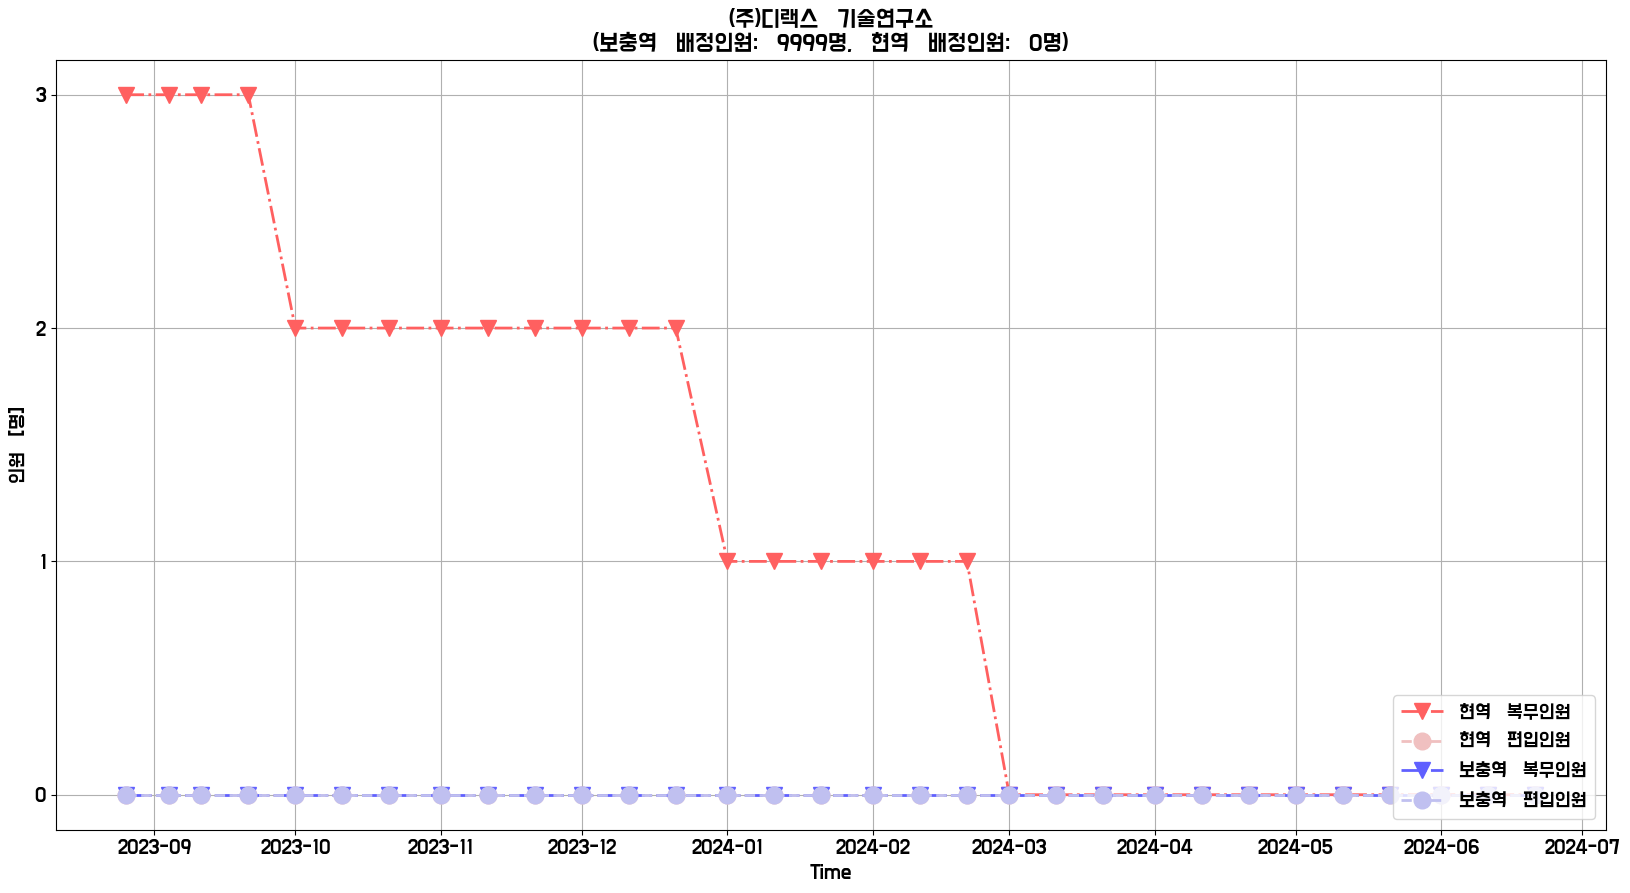 (주)디랙스 기술연구소
(보충역 배정인원: 9999명, 현역 배정인원: 0명)
3
2
1
0
인원 [명]
2023-09 2023-10 2023-11 2023-12 2024-01 2024-02 2024-03 2024-04 2024-05 2024-06 2024-07
Time
현역 복무인원
현역 편입인원
보충역 복무인원
보충역 편입인원